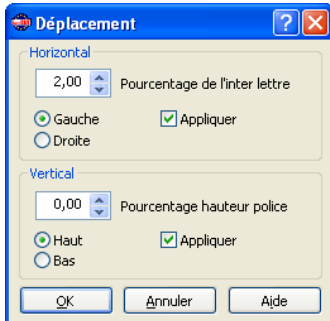 Déplacement
Horizontal
2,00 Pourcentage de l'inter lettre
Gauche Appliquer
Droite
Vertical
0,00 Pourcentage hauteur police
Haut Appliquer
Bas
OK Annuler Aide